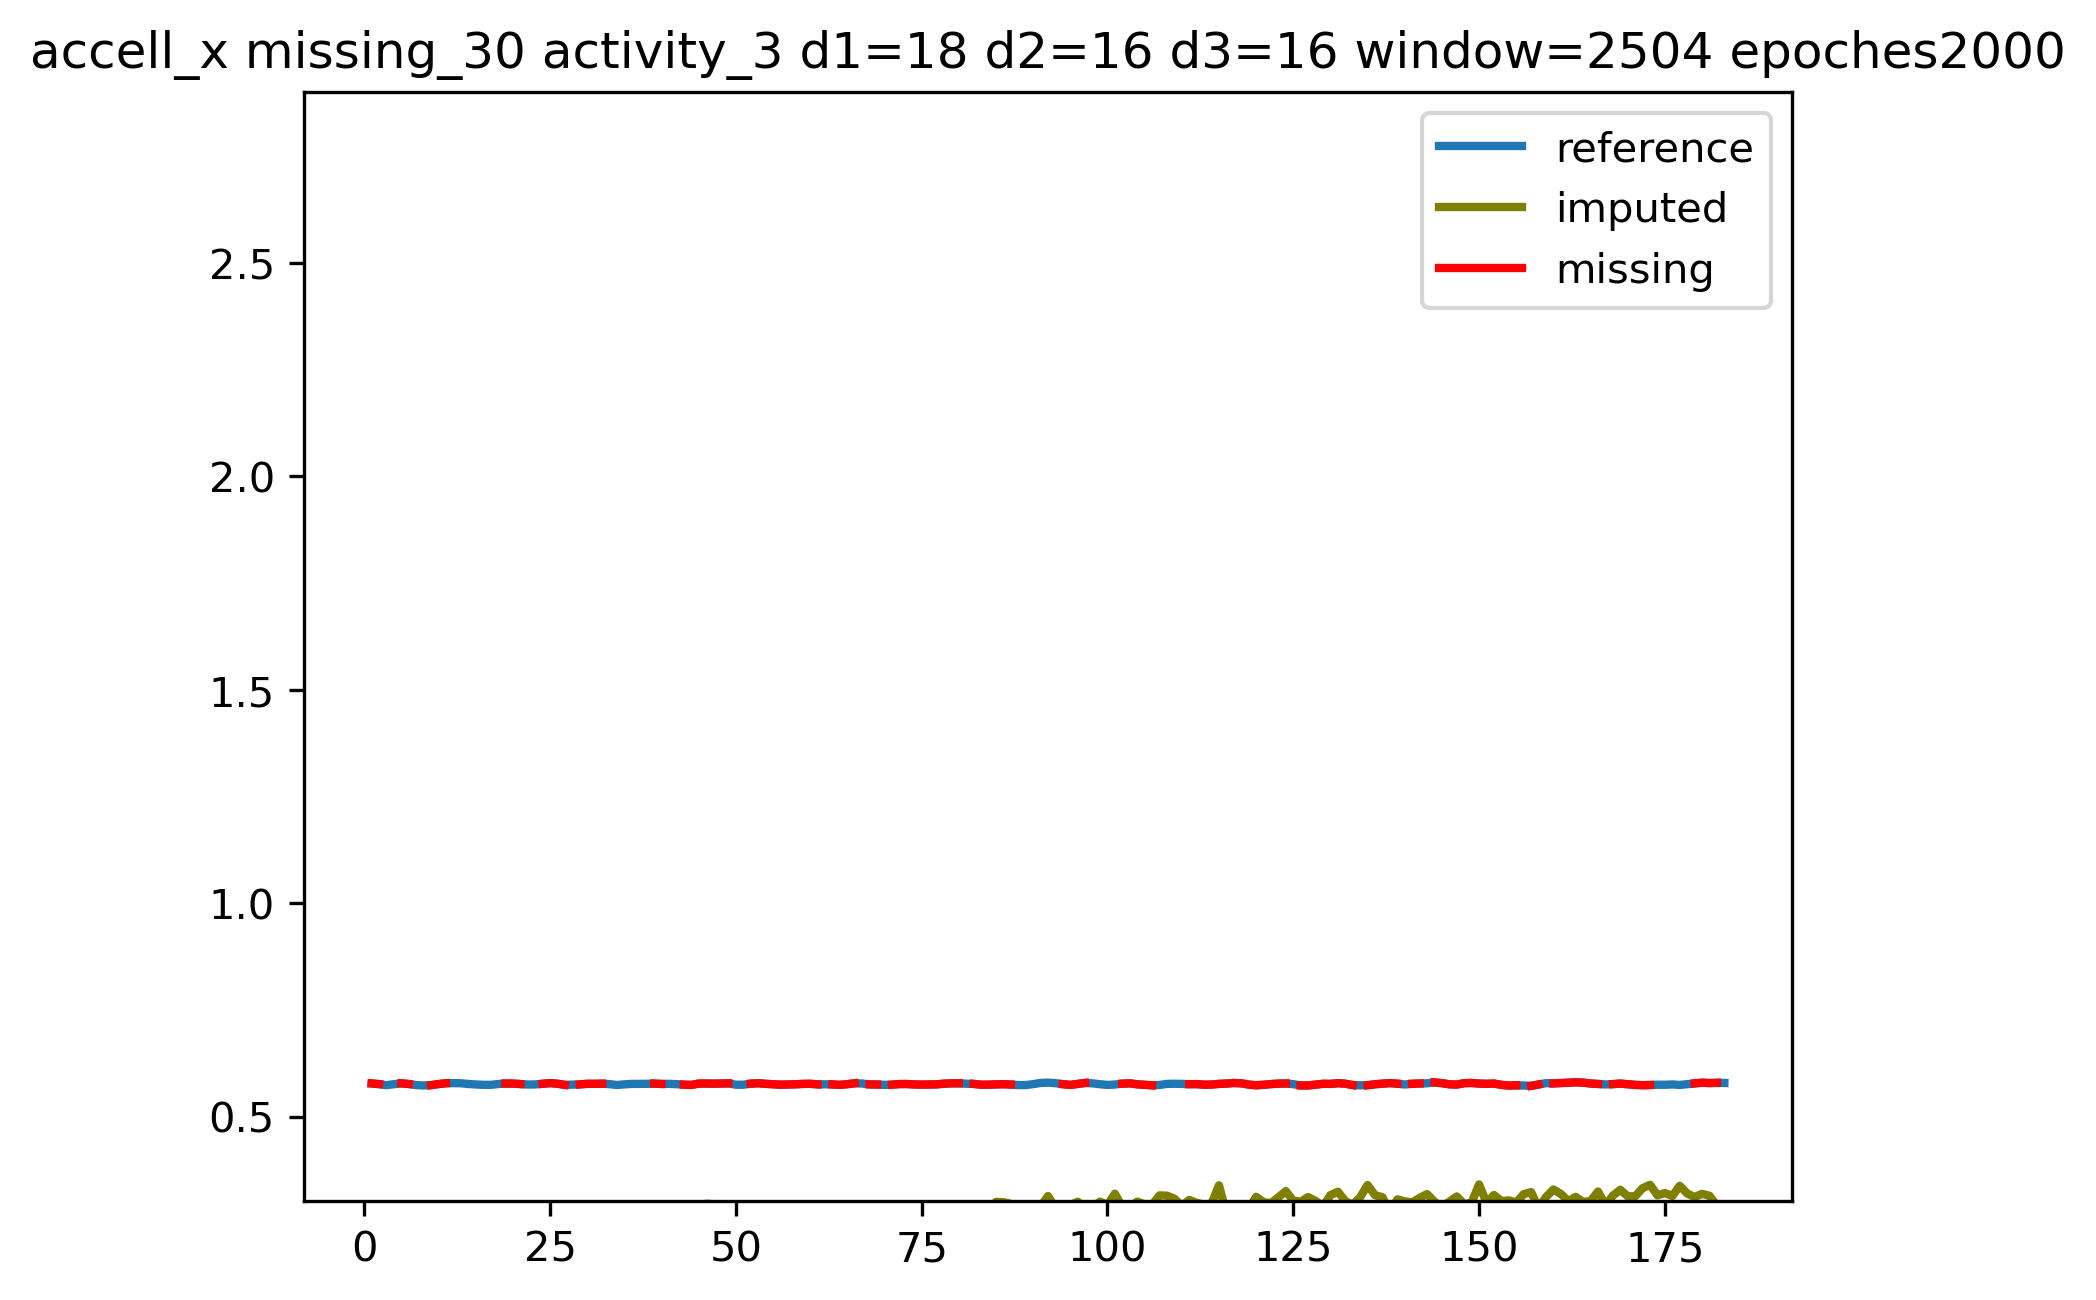 accell_x missing_30 activity_3 d1=18 d2=16 d3=16 window=2504 epoches2000
reference
imputed
missing
2.5
2.0
1.5
1.0
0.5
0 25 50 75 100 125 150 175